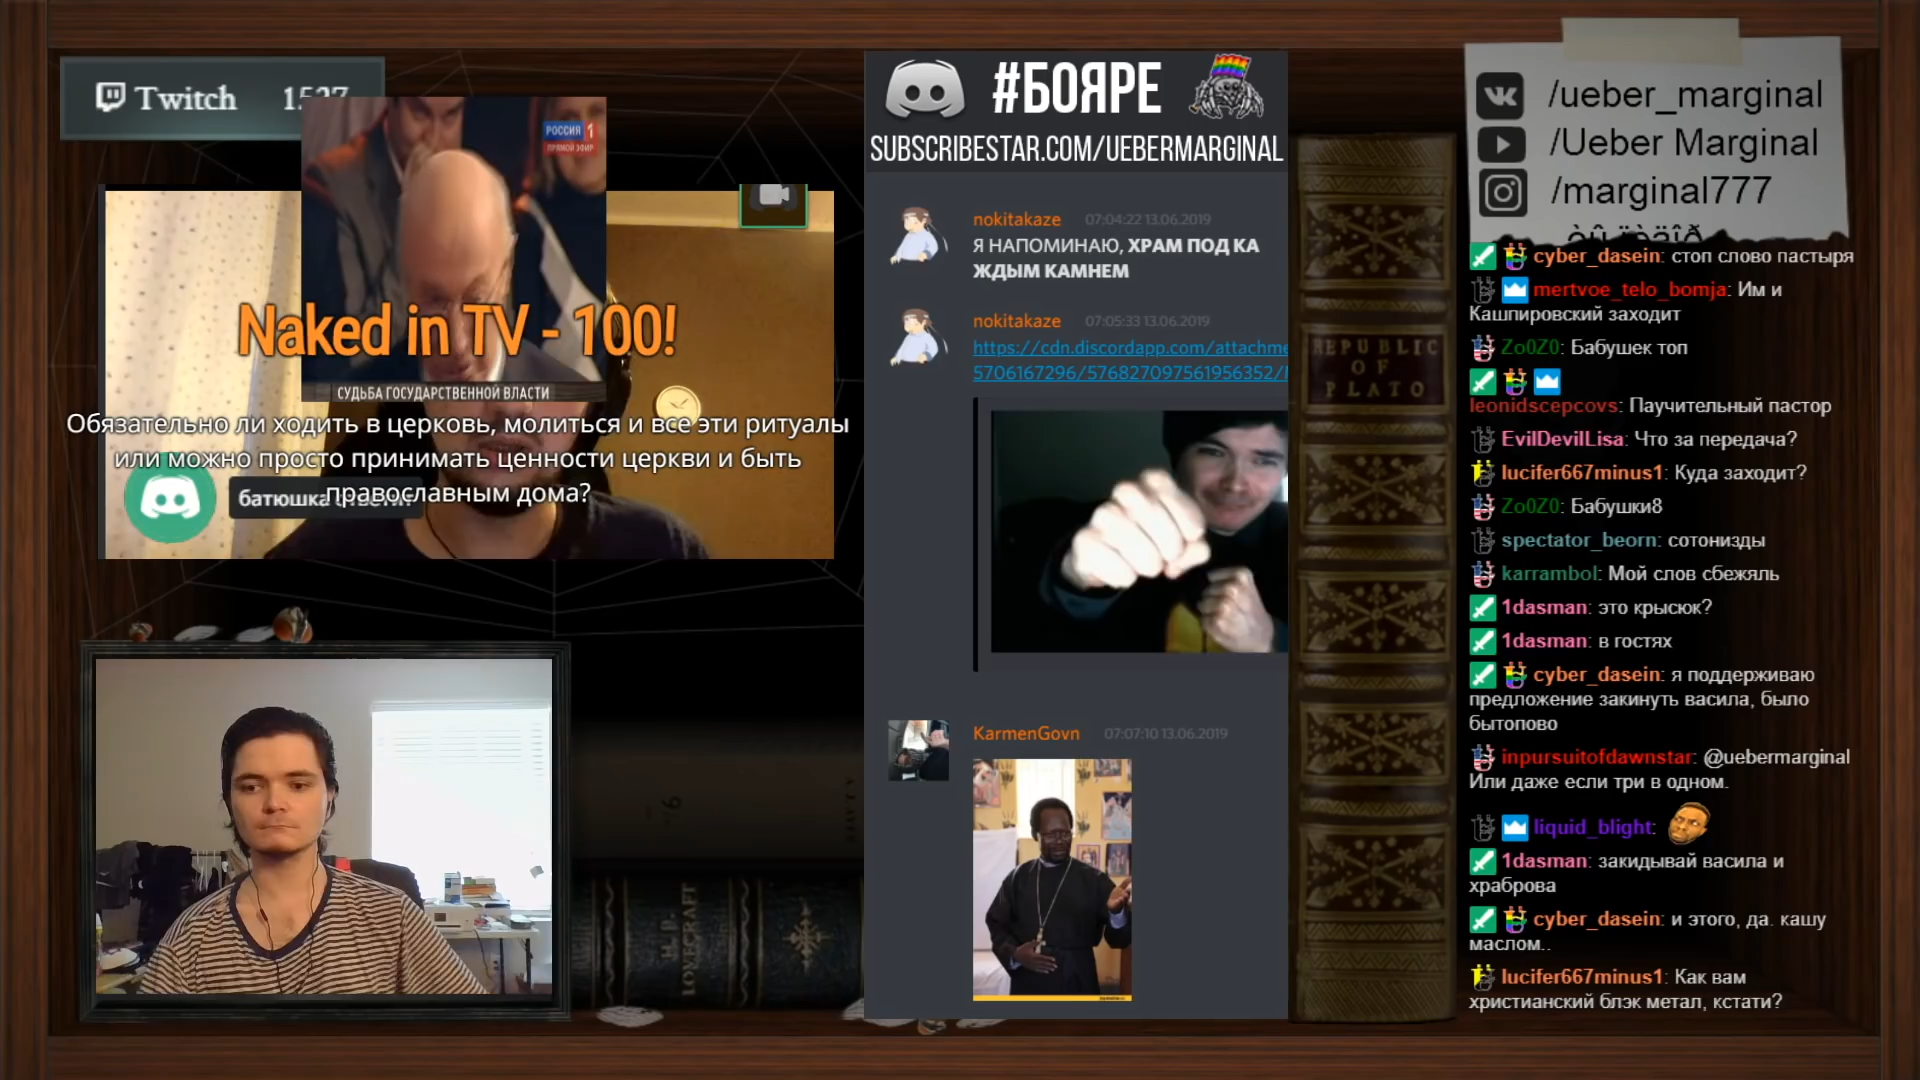 Twitch
РОССИЯ 1
ПРЯМОЙ ЭФИР
Naked in TV - 100!
СУДЬБА ГОСУДАРСТВЕННОЙ ВЛАСТИ
Обязательно ли ходить в церковь, молиться и все эти ритуалы
или можно просто принимать ценности церкви и быть
православным дома?
батюшка
H. P.
LOVECRAFT
#БОЯРЕ
SUBSCRIBESTAR.COM/UEBERMARGINAL
nokitakaze 07:04:22 13.06.2019
Я НАПОМИНАЮ, ХРАМ ПОД КА
ЖДЫМ КАМНЕМ
nokitakaze 07:05:33 13.06.2019
https://cdn.discordapp.com/attachme
5706167296/576827097561956352/
KarmenGovn 07:07:10 13.06.2019
REPUBLIC
OF
PLATO
/ueber_marginal
/Ueber Marginal
/marginal777
cyber_dasein: стоп слово пастыря
mertvoe_telo_bomja: Им и
Кашпировский заходит
Zo0Z0: Бабушек топ
leonidscepcovs: Паучительный пастор
EvilDevilLisa: Что за передача?
lucifer667minus1: Куда заходит?
Zo0Z0: Бабушки8
spectator_beorn: сотонизды
karrambol: Мой слов сбежяль
1dasman: это крысюк?
1dasman: в гостях
cyber_dasein: я поддерживаю
предложение закинуть васила, было
бытопово
inpursuitofdawnstar: @uebermarginal
Или даже если три в одном.
liquid_blight:
1dasman: закидывай васила и
храброва
cyber_dasein: и этого, да. кашу
маслом..
lucifer667minus1: Как вам
христианский блэк метал, кстати?